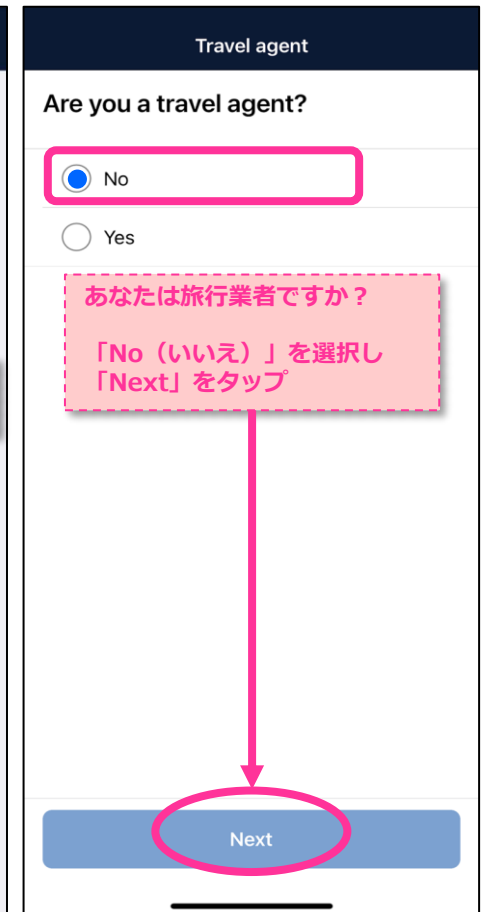 Travel agent
Are you a travel agent?
No
Yes
あなたは旅行業者ですか？
「No（いいえ）」を選択し
「Next」をタップ
Next